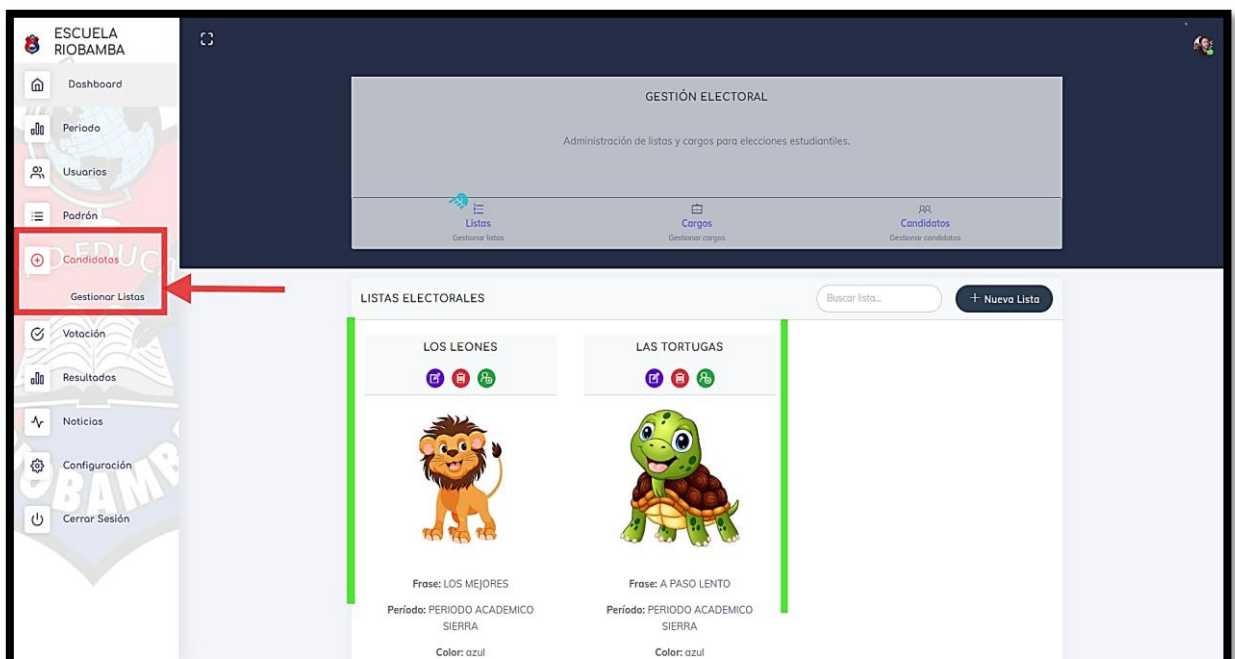 ESCUELA
RIOBAMBA
Dashboard
Periodo
Usuarios
Padrón
Candidatos
Gestionar Listas
Votación
Resultados
Noticias
Configuración
Cerrar Sesión
GESTIÓN ELECTORAL
Administración de listas y cargos para elecciones estudiantiles.
Listas
Gestionar listas
Cargos
Gestionar cargos
Candidatos
Gestionar candidatos
LISTAS ELECTORALES
Buscar lista...
+ Nueva Lista
LOS LEONES
Frase: LOS MEJORES
Período: PERIODO ACADEMICO
SIERRA
Color: azul
LAS TORTUGAS
Frase: A PASO LENTO
Período: PERIODO ACADEMICO
SIERRA
Color: azul